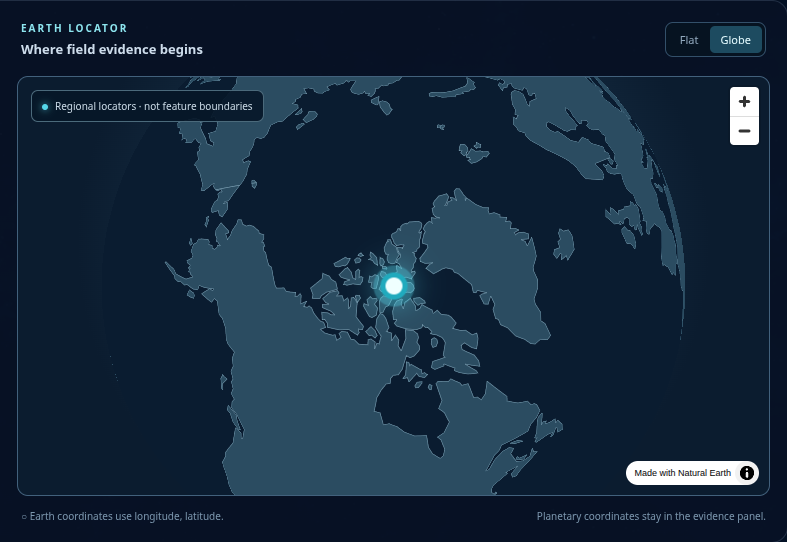 EARTH LOCATOR
Where field evidence begins
Flat
Globe
Regional locators · not feature boundaries
+
−
Made with Natural Earth
○ Earth coordinates use longitude, latitude.
Planetary coordinates stay in the evidence panel.